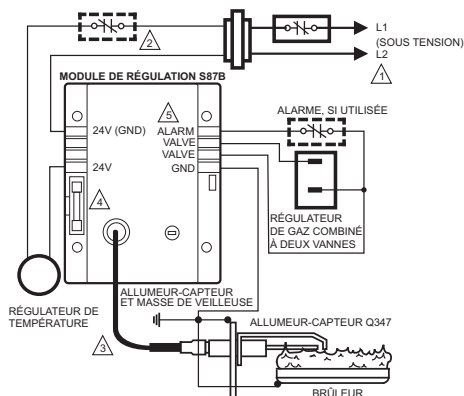 L1
(SOUS TENSION)
L2
2
1
MODULE DE RÉGULATION S87B
5
ALARME, SI UTILISÉE
24V (GND)
ALARM
VALVE
VALVE
24V
GND
4
RÉGULATEUR
DE GAZ COMBINÉ
À DEUX VANNES
ALLUMEUR-CAPTEUR
ET MASSE DE VEILLEUSE
RÉGULATEUR DE
TEMPÉRATURE
3
ALLUMEUR-CAPTEUR Q347
BRÛLEUR